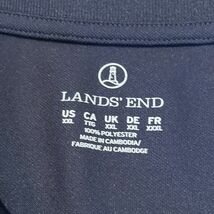 LANDS' END
US CA UK DE FR
XXL TTG XXL XXL XXXL
100% POLYESTER
MADE IN CAMBODIA/
FABRIQUE AU CAMBODGE